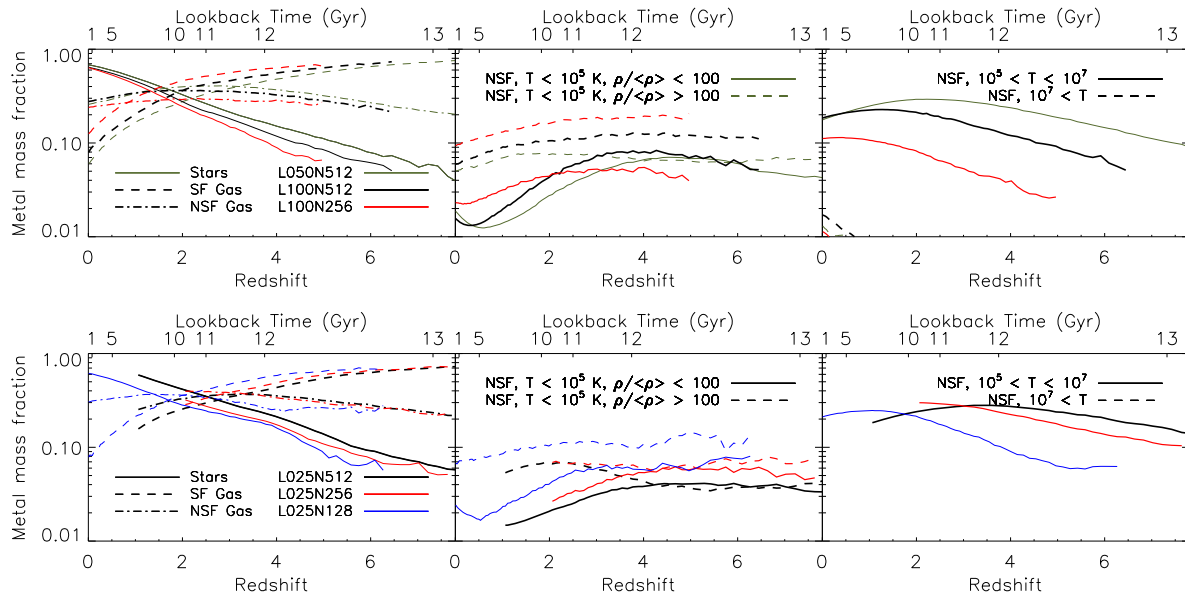 Lookback Time (Gyr) Lookback Time (Gyr) Lookback Time (Gyr)
1 5 10 11 12 13 1 5 10 11 12 13 1 5 10 11 12 13
1.00
0.10
0.01
Metal mass fraction
Stars L050N512
SF Gas L100N512
NSF Gas L100N256
NSF, T < 10⁵ K, ρ/<ρ> < 100
NSF, T < 10⁵ K, ρ/<ρ> > 100
NSF, 10⁵ < T < 10⁷
NSF, 10⁷ < T
0 2 4 6 0 2 4 6 0 2 4 6
Redshift Redshift Redshift
Lookback Time (Gyr) Lookback Time (Gyr) Lookback Time (Gyr)
1 5 10 11 12 13 1 5 10 11 12 13 1 5 10 11 12 13
1.00
0.10
0.01
Metal mass fraction
Stars L025N512
SF Gas L025N256
NSF Gas L025N128
NSF, T < 10⁵ K, ρ/<ρ> < 100
NSF, T < 10⁵ K, ρ/<ρ> > 100
NSF, 10⁵ < T < 10⁷
NSF, 10⁷ < T
0 2 4 6 0 2 4 6 0 2 4 6
Redshift Redshift Redshift